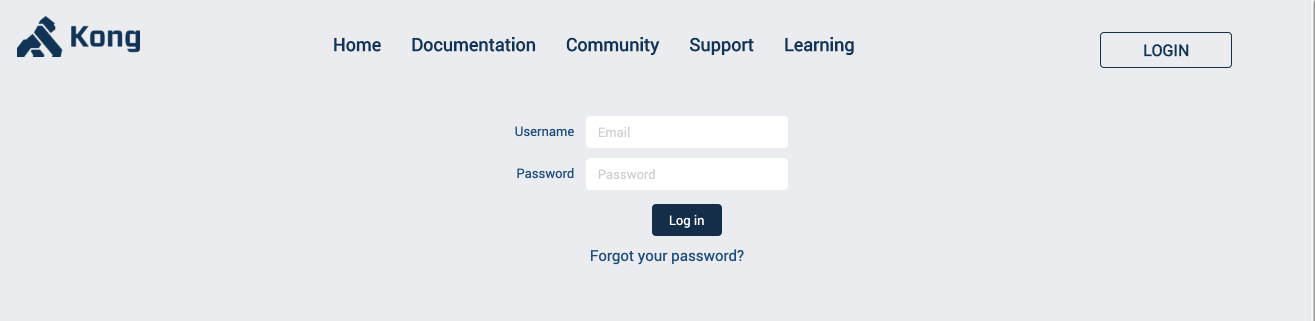 Kong
Home Documentation Community Support Learning
LOGIN
Username Email
Password Password
Log in
Forgot your password?